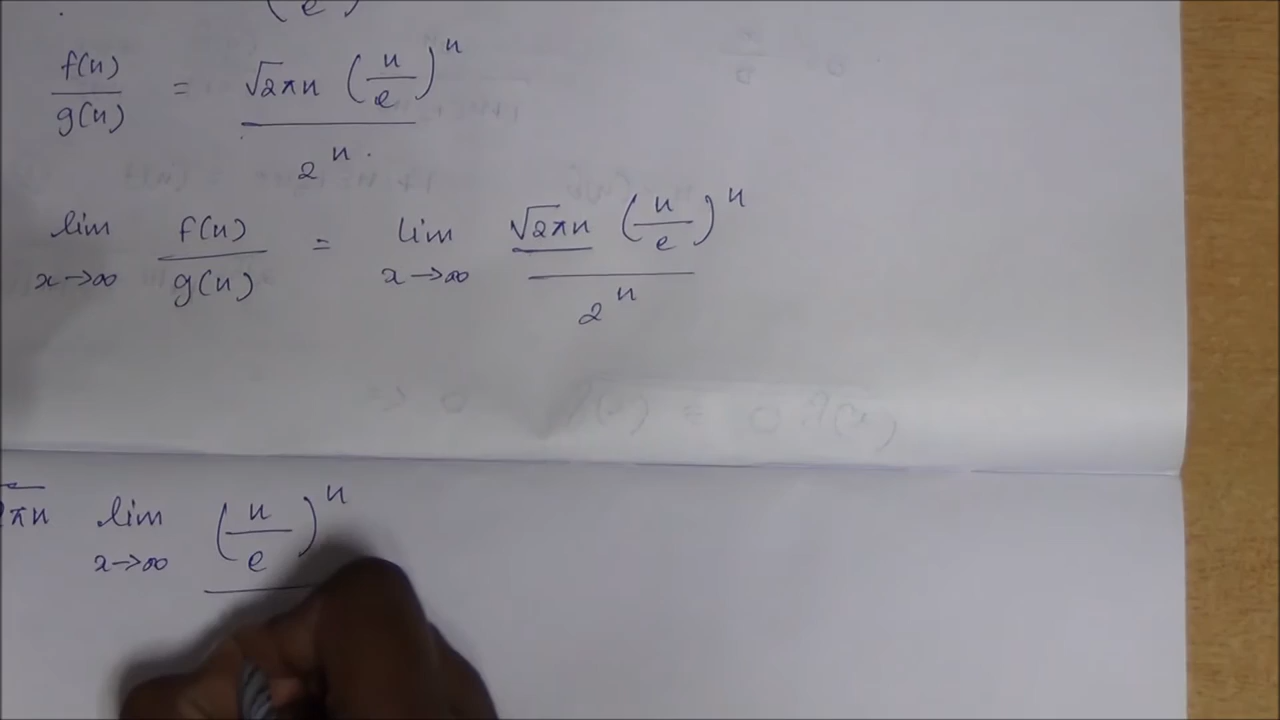 (e)
f(n)/g(n) = √2πn (n/e)^n / 2^n.
lim x→∞ f(n)/g(n) = lim x→∞ √2πn (n/e)^n / 2^n
πn lim x→∞ (n/e)^n